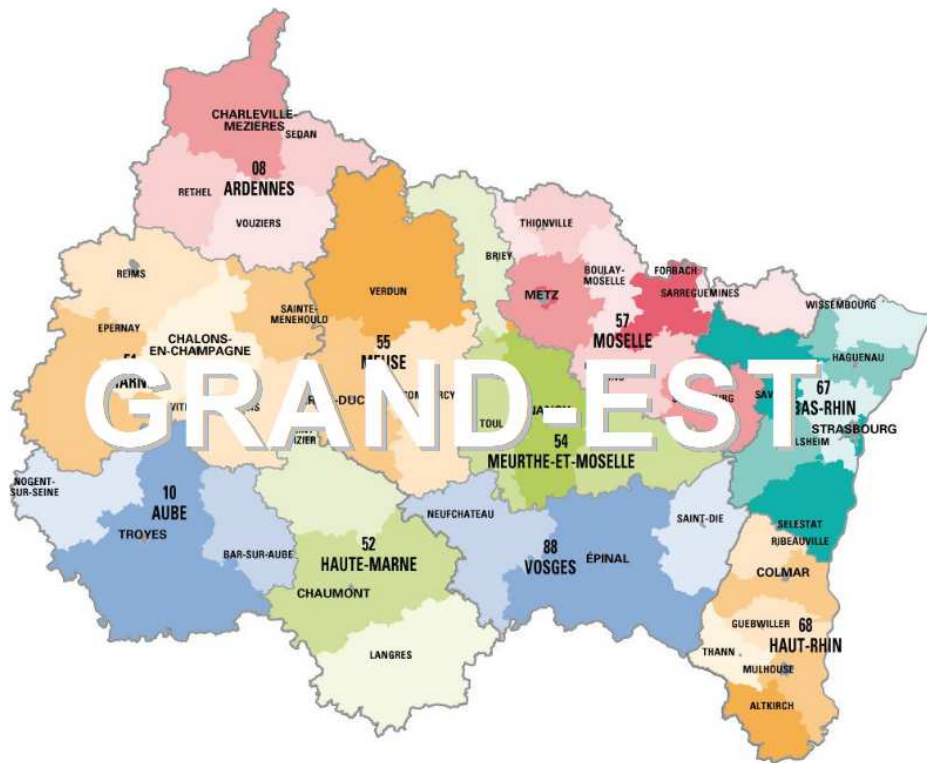 CHARLEVILLE-
MEZIERES
SEDAN
08
ARDENNES
RETHEL
VOUZIERS
THIONVILLE
BRIEY
BOULAY-
MOSELLE
FORBACH
SARREGUEMINES
METZ
57
MOSELLE
WISSEMBOURG
HAGUENAU
67
BAS-RHIN
STRASBOURG
REIMS
EPERNAY
SAINTE-
MENEHOULD
CHALONS-
EN-CHAMPAGNE
VERDUN
55
MEUSE
GRAND-EST
TOUL
54
MEURTHE-ET-MOSELLE
NOGENT-
SUR-SEINE
10
AUBE
TROYES
BAR-SUR-AUBE
52
HAUTE-MARNE
CHAUMONT
LANGRES
NEUFCHATEAU
88
VOSGES
ÉPINAL
SAINT-DIE
SELESTAT
RIBEAUVILLE
COLMAR
GUEBWILLER
68
HAUT-RHIN
THANN
MULHOUSE
ALTKIRCH